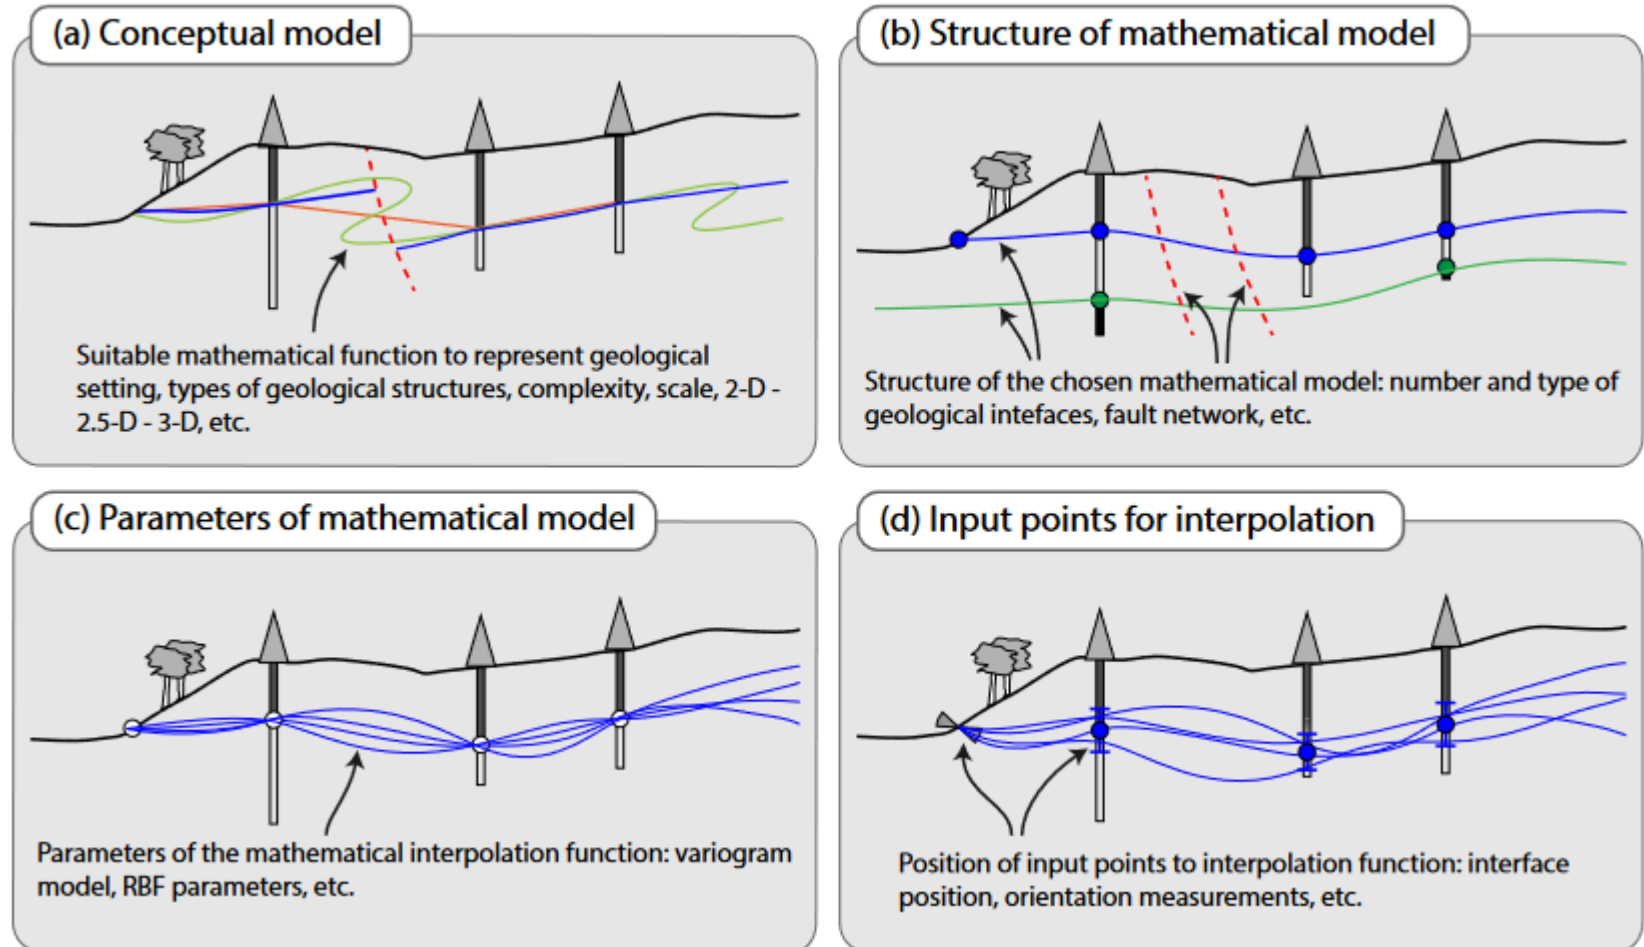 (a) Conceptual model
Suitable mathematical function to represent geological
setting, types of geological structures, complexity, scale, 2-D -
2.5-D - 3-D, etc.
(b) Structure of mathematical model
Structure of the chosen mathematical model: number and type of
geological intefaces, fault network, etc.
(c) Parameters of mathematical model
Parameters of the mathematical interpolation function: variogram
model, RBF parameters, etc.
(d) Input points for interpolation
Position of input points to interpolation function: interface
position, orientation measurements, etc.